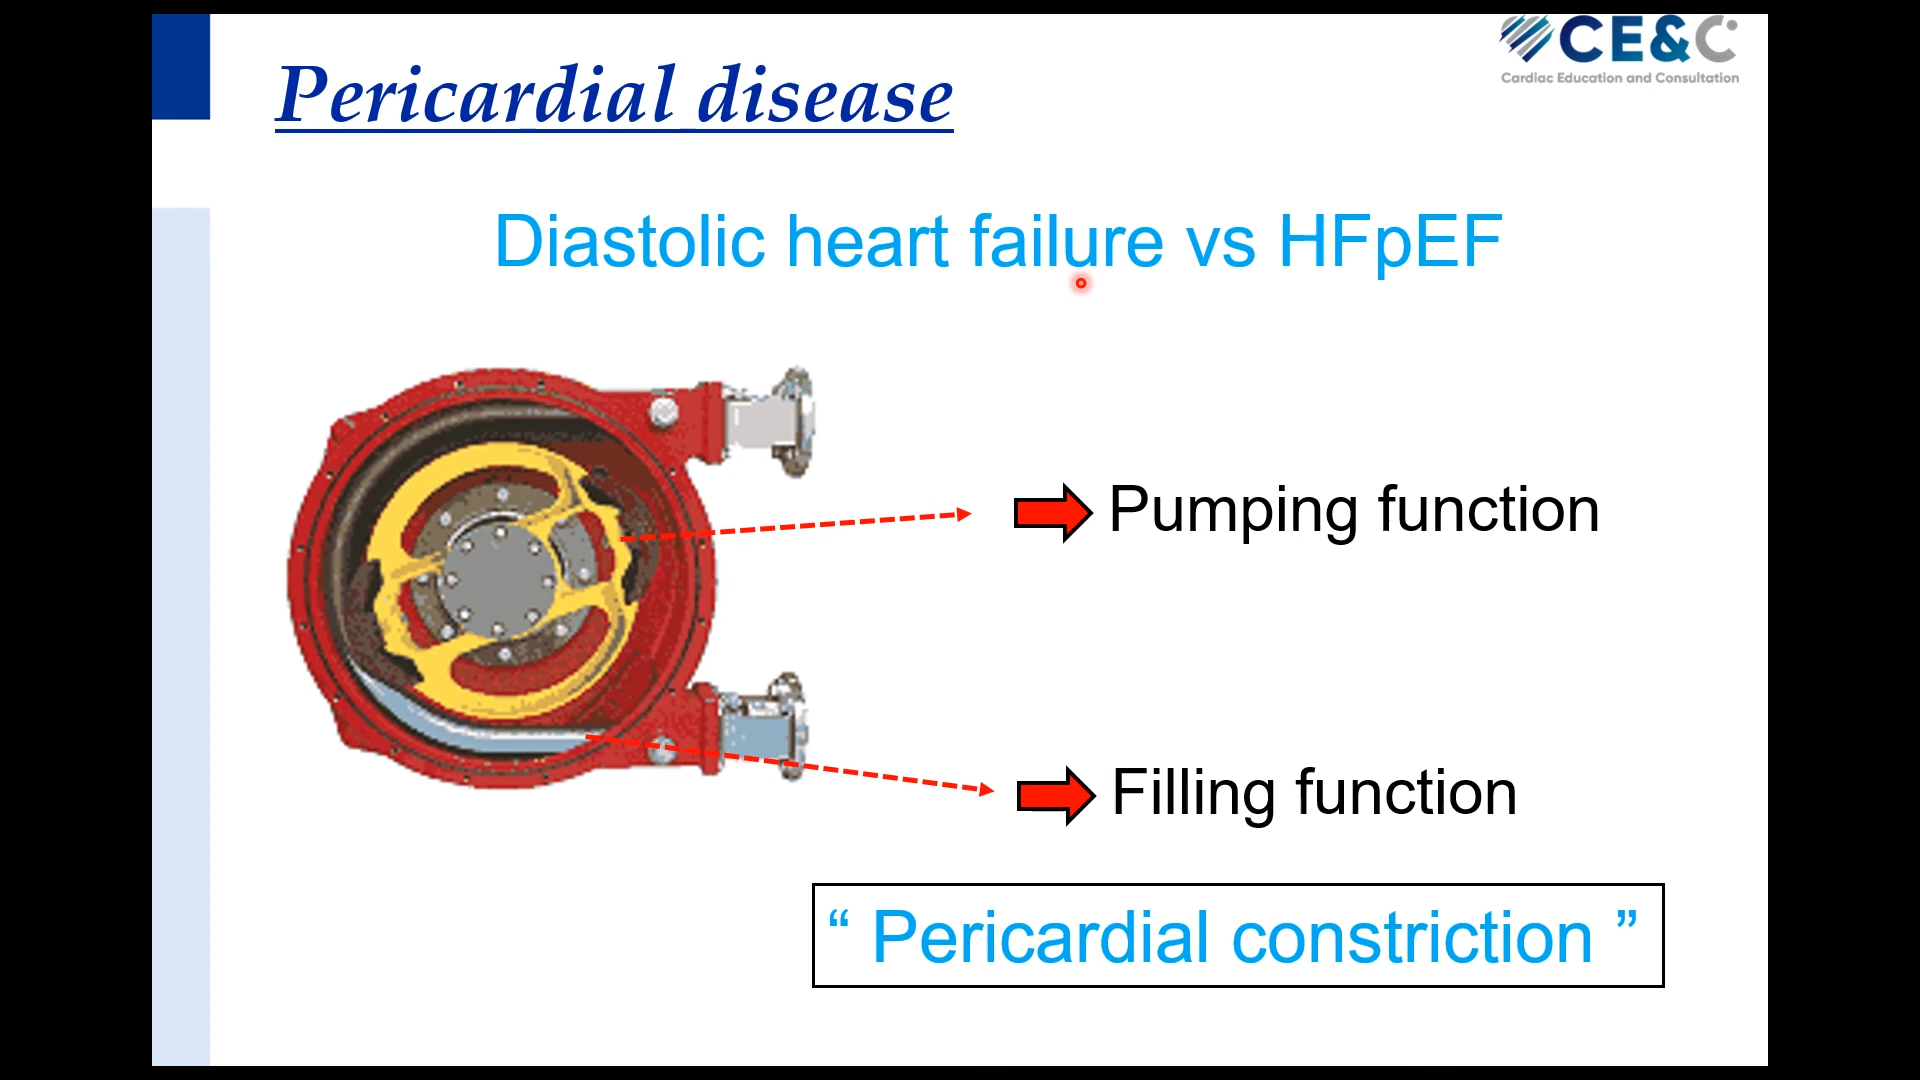 CE&C
Cardiac Education and Consultation
Pericardial disease
Diastolic heart failure vs HFpEF
Pumping function
Filling function
“ Pericardial constriction ”